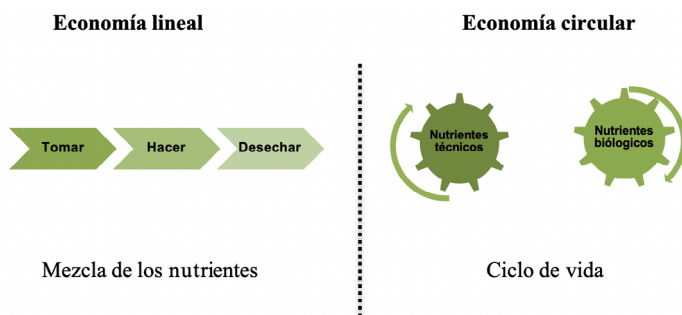 Economía lineal
Economía circular
Tomar
Hacer
Desechar
Nutrientes
técnicos
Nutrientes
biólogicos
Mezcla de los nutrientes
Ciclo de vida